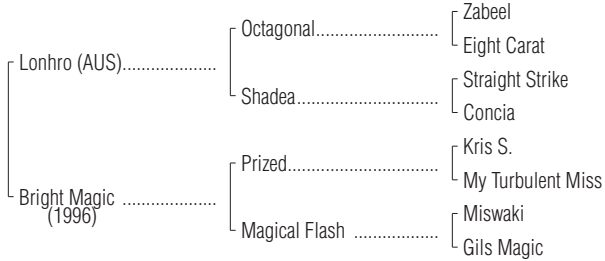 Zabeel
Octagonal
Eight Carat
Lonhro (AUS)
Straight Strike
Shadea
Concia
Kris S.
Prized
My Turbulent Miss
Bright Magic
(1996)
Miswaki
Magical Flash
Gils Magic